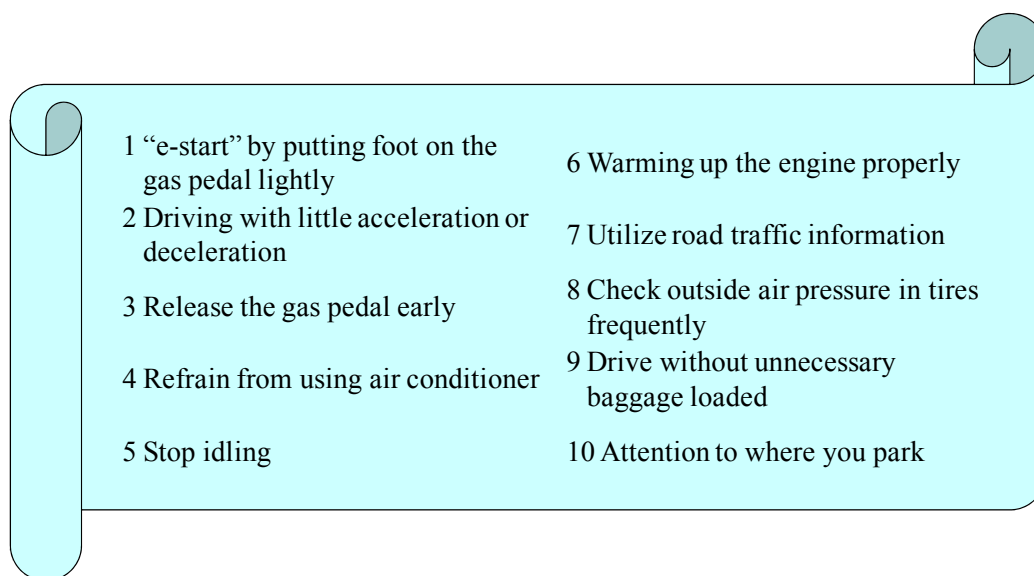 1 “e-start” by putting foot on the
gas pedal lightly
2 Driving with little acceleration or
deceleration
3 Release the gas pedal early
4 Refrain from using air conditioner
5 Stop idling
6 Warming up the engine properly
7 Utilize road traffic information
8 Check outside air pressure in tires
frequently
9 Drive without unnecessary
baggage loaded
10 Attention to where you park